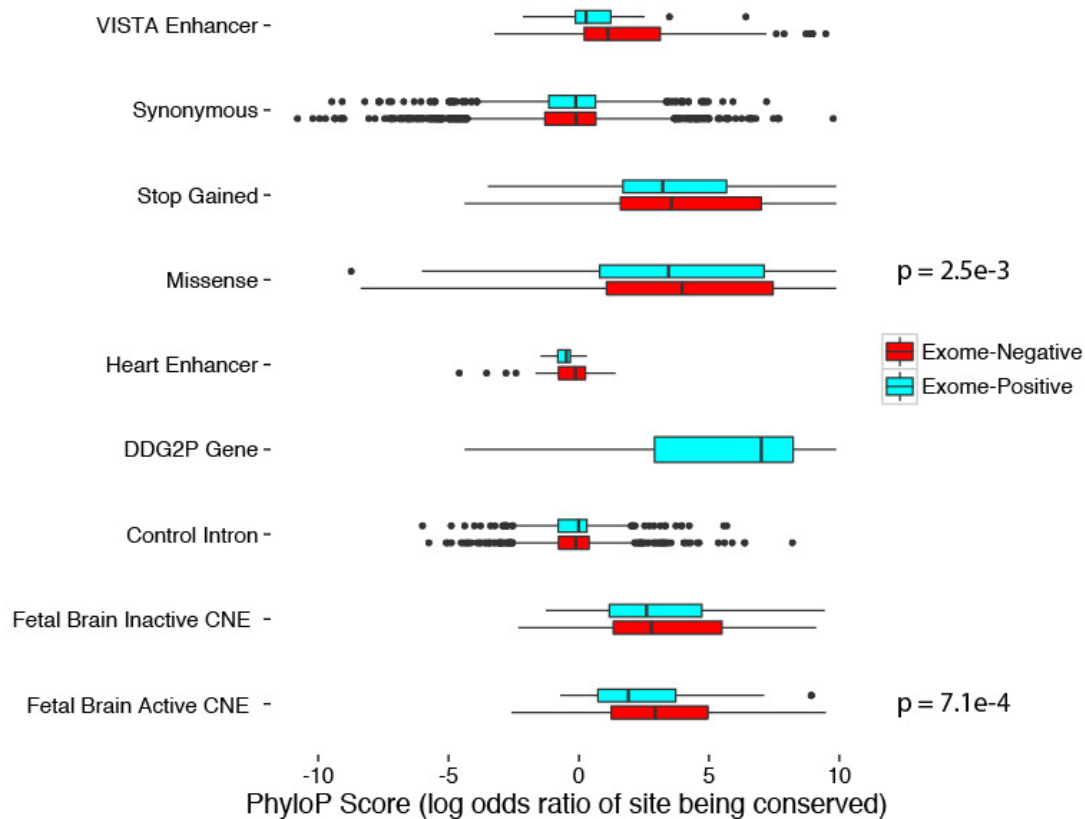 VISTA Enhancer
Synonymous
Stop Gained
Missense
p = 2.5e-3
Heart Enhancer
Exome-Negative
Exome-Positive
DDG2P Gene
Control Intron
Fetal Brain Inactive CNE
Fetal Brain Active CNE
p = 7.1e-4
-10 -5 0 5 10
PhyloP Score (log odds ratio of site being conserved)